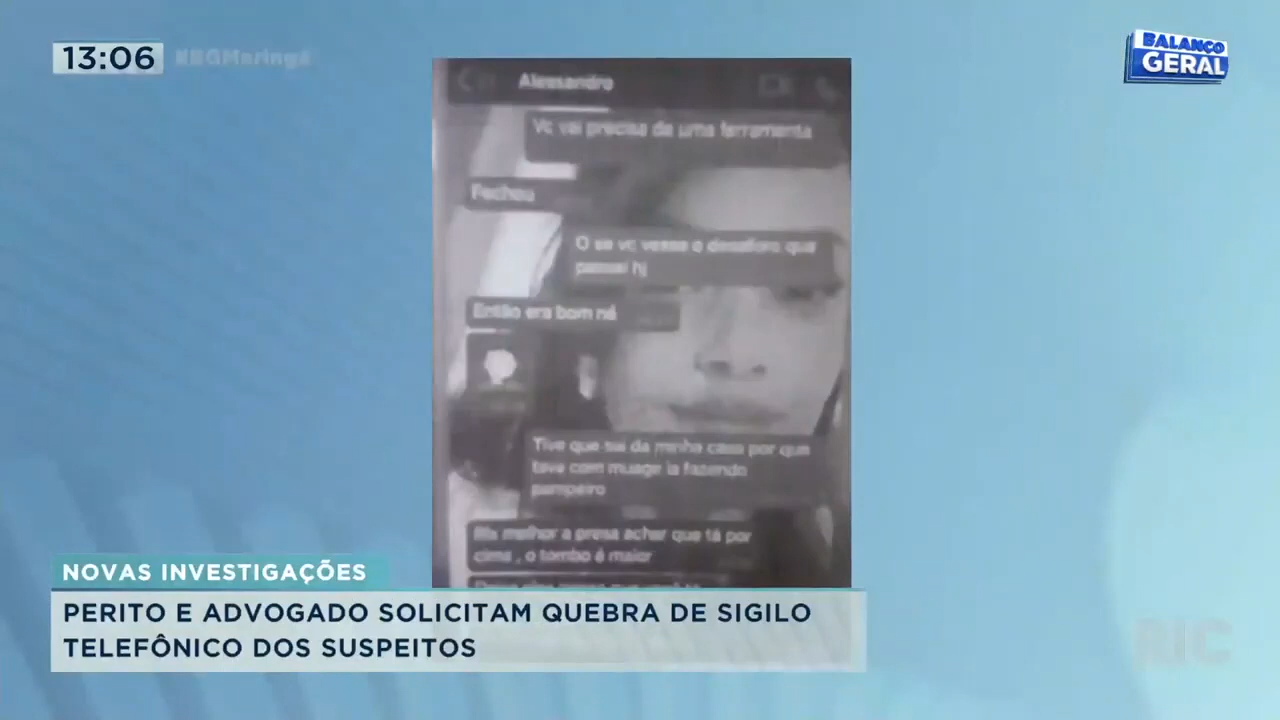 13:06 #BGMaringá
BALANÇO
GERAL
Alessandro
Vc vai precisa de uma ferramenta
Fechou
O se vc vesse o desaforo que
passei hj
Então era bom né
Tive que sai da minha casa por que
tava com muage la fazendo
pampeiro
melhor a presa achar que tá por
cima , o tombo é maior
NOVAS INVESTIGAÇÕES
PERITO E ADVOGADO SOLICITAM QUEBRA DE SIGILO
TELEFÔNICO DOS SUSPEITOS
RIC